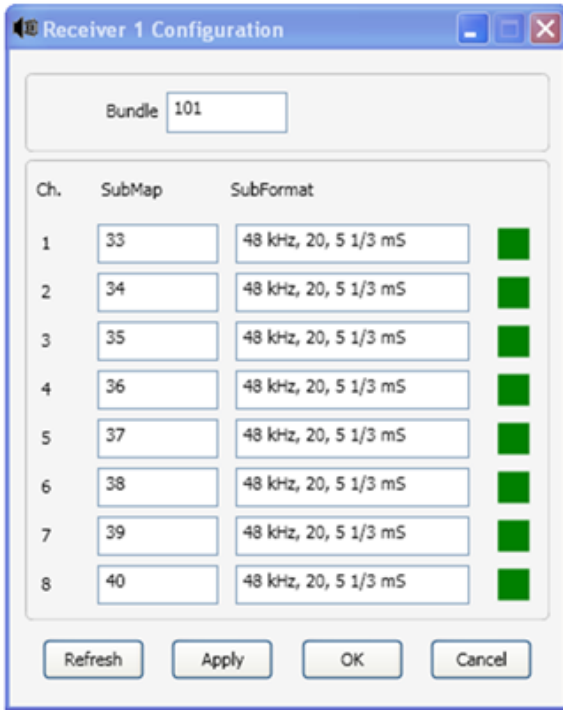 Receiver 1 Configuration
Bundle 101
Ch. SubMap SubFormat
1 33 48 kHz, 20, 5 1/3 mS
2 34 48 kHz, 20, 5 1/3 mS
3 35 48 kHz, 20, 5 1/3 mS
4 36 48 kHz, 20, 5 1/3 mS
5 37 48 kHz, 20, 5 1/3 mS
6 38 48 kHz, 20, 5 1/3 mS
7 39 48 kHz, 20, 5 1/3 mS
8 40 48 kHz, 20, 5 1/3 mS
Refresh Apply OK Cancel